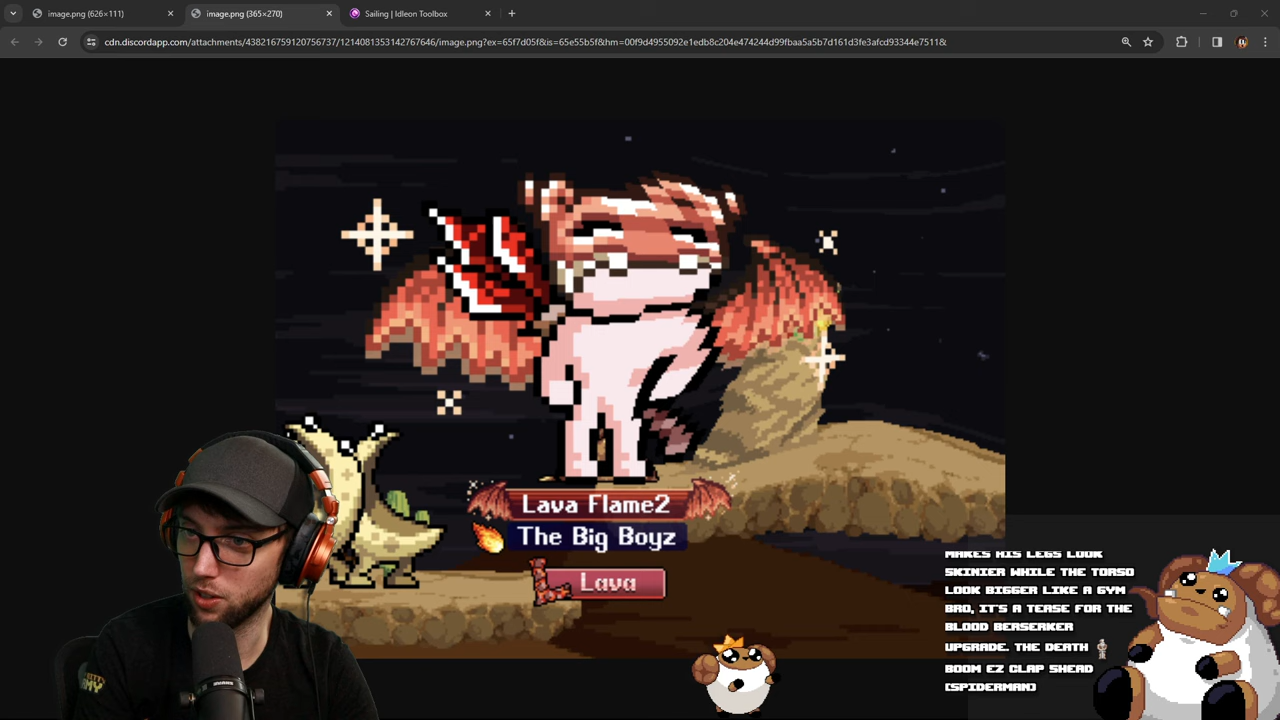 image.png (626×111)
image.png (365×270)
Sailing | Idleon Toolbox
cdn.discordapp.com/attachments/438216759120756737/1214081353142767646/image.png?ex=65f7d05f&is=65e55b5f&hm=00f9d4955092e1edb8c204e474244d99fbaa5a5b7d161d3fe3afcd93344e7511&
Lava Flame2
The Big Boyz
Lava
MAKES HIS LEGS LOOK
SKINIER WHILE THE TORSO
LOOK BIGGER LIKE A GYM
BRO, IT'S A TEASE FOR THE
BLOOD BERSERKER
UPGRADE. THE DEATH
BOOM EZ CLAP SHEAD
(SPIDERMAN)